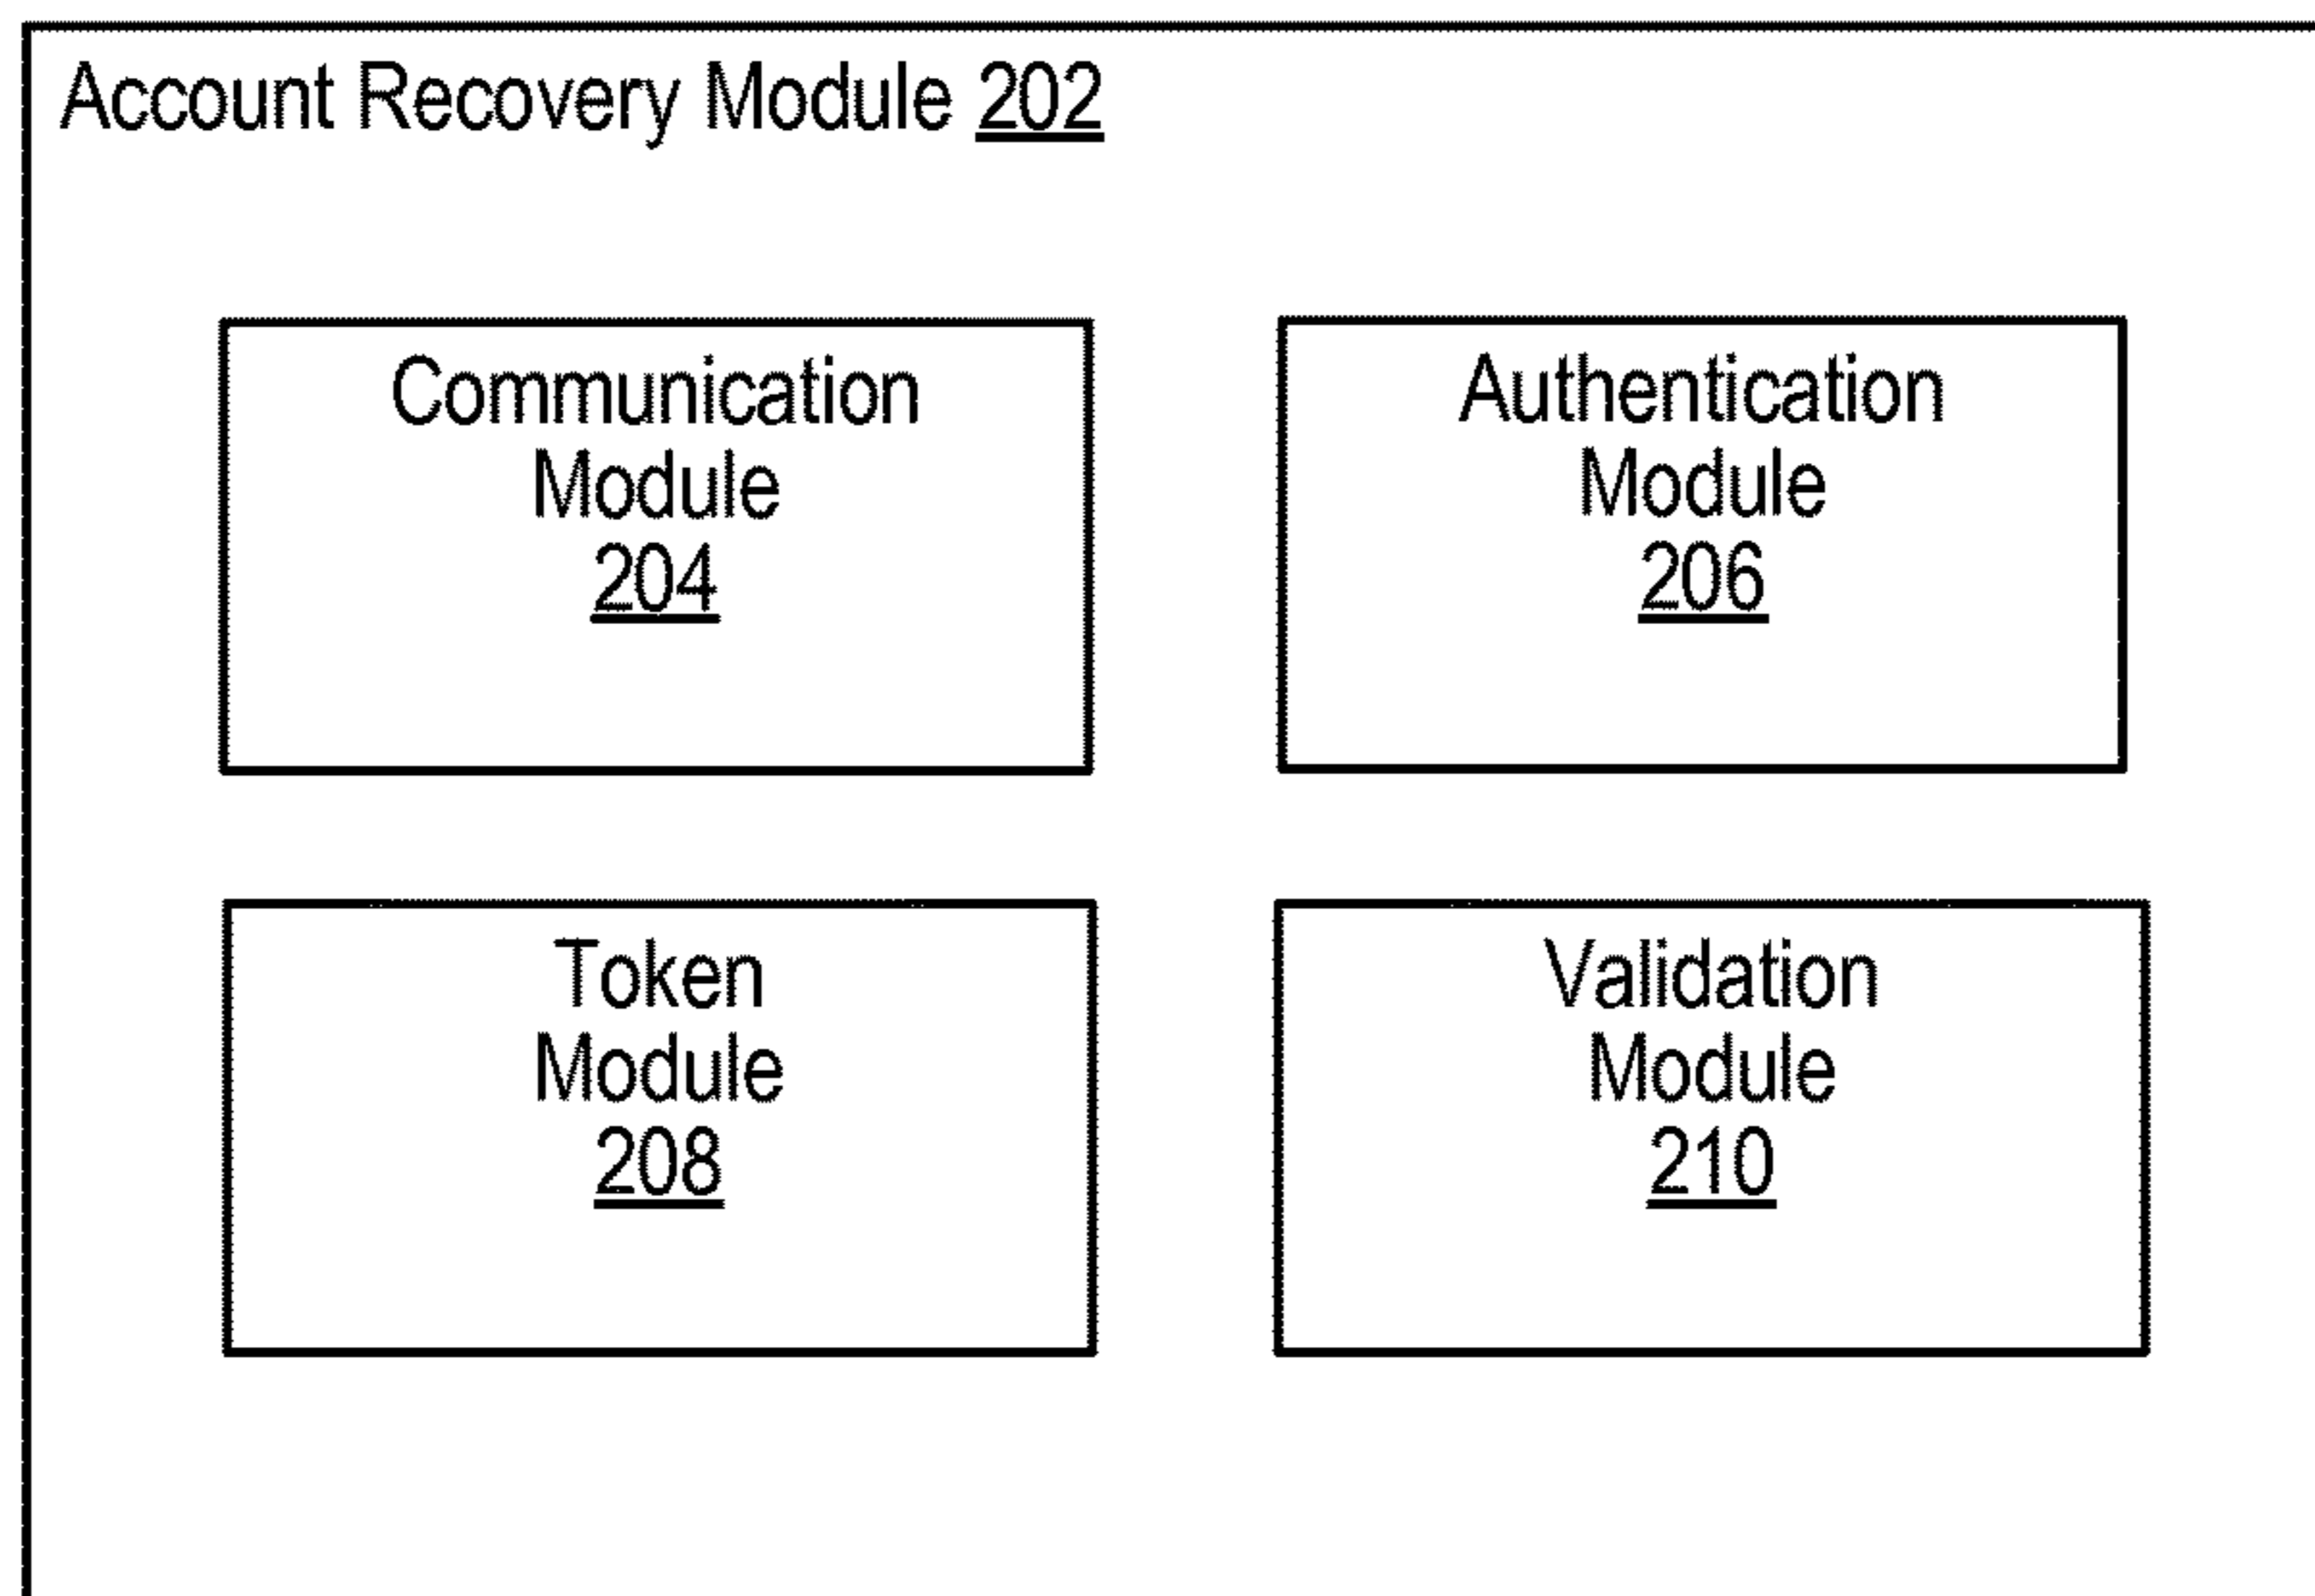 Account Recovery Module 202
Communication
Module
204
Authentication
Module
206
Token
Module
208
Validation
Module
210